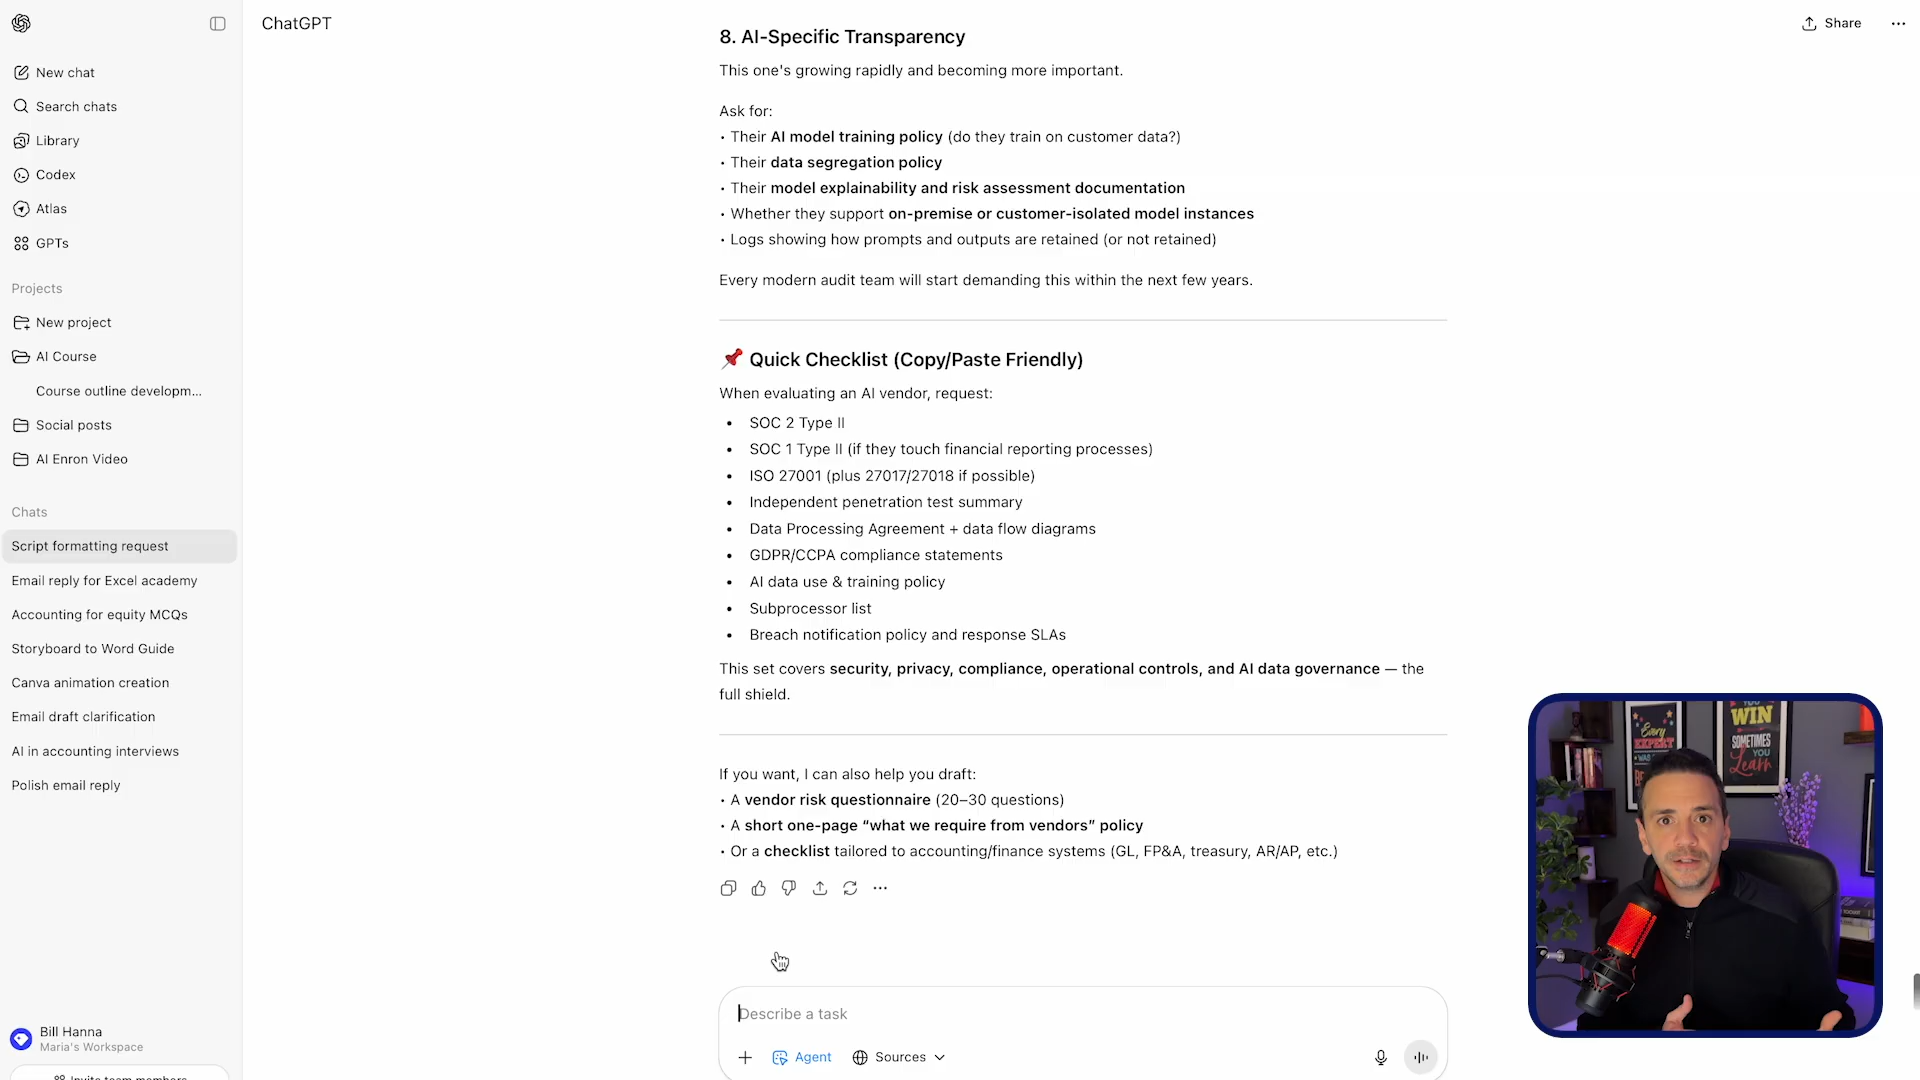 ChatGPT
Share
New chat
Search chats
Library
Codex
Atlas
GPTs
Projects
New project
AI Course
Course outline developm...
Social posts
AI Enron Video
Chats
Script formatting request
Email reply for Excel academy
Accounting for equity MCQs
Storyboard to Word Guide
Canva animation creation
Email draft clarification
AI in accounting interviews
Polish email reply
Bill Hanna
Maria's Workspace
Invite team members
8. AI-Specific Transparency
This one's growing rapidly and becoming more important.
Ask for:
• Their AI model training policy (do they train on customer data?)
• Their data segregation policy
• Their model explainability and risk assessment documentation
• Whether they support on-premise or customer-isolated model instances
• Logs showing how prompts and outputs are retained (or not retained)
Every modern audit team will start demanding this within the next few years.
📌 Quick Checklist (Copy/Paste Friendly)
When evaluating an AI vendor, request:
• SOC 2 Type II
• SOC 1 Type II (if they touch financial reporting processes)
• ISO 27001 (plus 27017/27018 if possible)
• Independent penetration test summary
• Data Processing Agreement + data flow diagrams
• GDPR/CCPA compliance statements
• AI data use & training policy
• Subprocessor list
• Breach notification policy and response SLAs
This set covers security, privacy, compliance, operational controls, and AI data governance — the
full shield.
If you want, I can also help you draft:
• A vendor risk questionnaire (20–30 questions)
• A short one-page “what we require from vendors” policy
• Or a checklist tailored to accounting/finance systems (GL, FP&A, treasury, AR/AP, etc.)
Describe a task
Agent
Sources
Every
EXPERT
WAS
BE
YOU
WIN
SOMETIMES
YOU
Learn